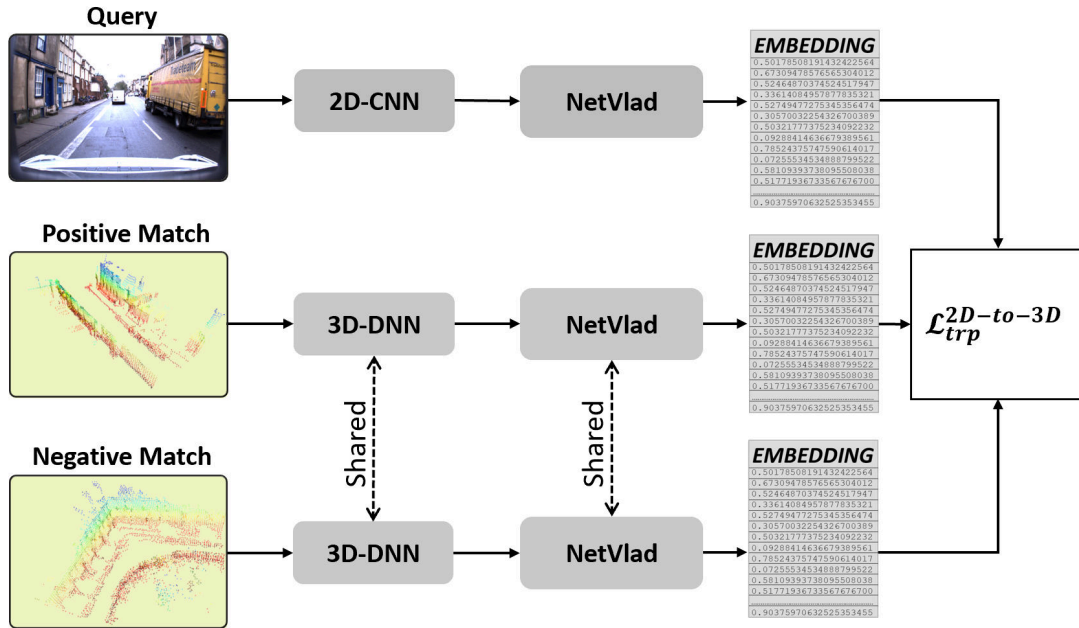 Query
2D-CNN
NetVlad
EMBEDDING
0.50178508191432422564
0.67309478576565304012
0.52464870374524517947
0.33614084957877835321
0.52749477275345356474
0.30570032254326700389
0.50321777375234092232
0.09288414636679389561
0.78524375747590614017
0.07255534534888799522
0.58109393738095508038
0.51771936733567676700
0.90375970632525353455
Positive Match
3D-DNN
NetVlad
EMBEDDING
0.50178508191432422564
0.67309478576565304012
0.52464870374524517947
0.33614084957877835321
0.52749477275345356474
0.30570032254326700389
0.50321777375234092232
0.09288414636679389561
0.78524375747590614017
0.07255534534888799522
0.58109393738095508038
0.51771936733567676700
0.90375970632525353455
ℒ_trp^2D-to-3D
Shared
Shared
Negative Match
3D-DNN
NetVlad
EMBEDDING
0.50178508191432422564
0.67309478576565304012
0.52464870374524517947
0.33614084957877835321
0.52749477275345356474
0.30570032254326700389
0.50321777375234092232
0.09288414636679389561
0.78524375747590614017
0.07255534534888799522
0.58109393738095508038
0.51771936733567676700
0.90375970632525353455